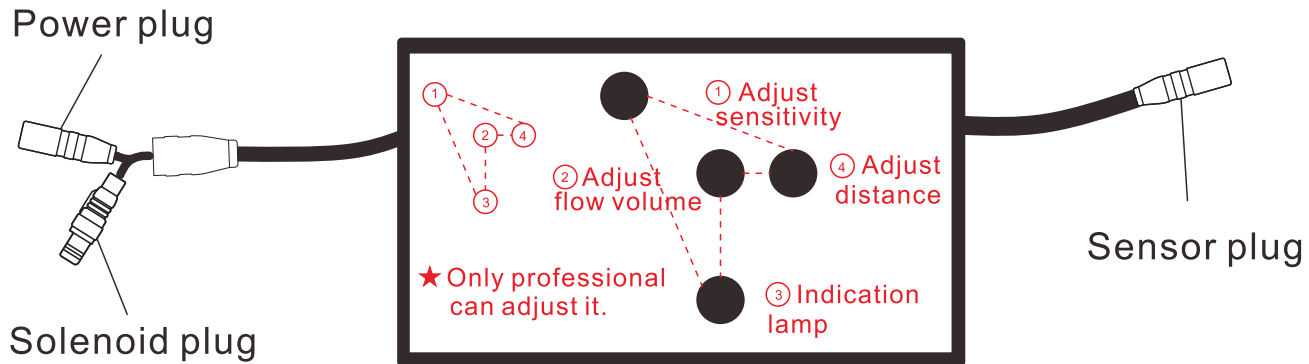 Power plug
Solenoid plug
①
② ④
③
① Adjust
sensitivity
② Adjust
flow volume
④ Adjust
distance
★ Only professional
can adjust it.
③ Indication
lamp
Sensor plug